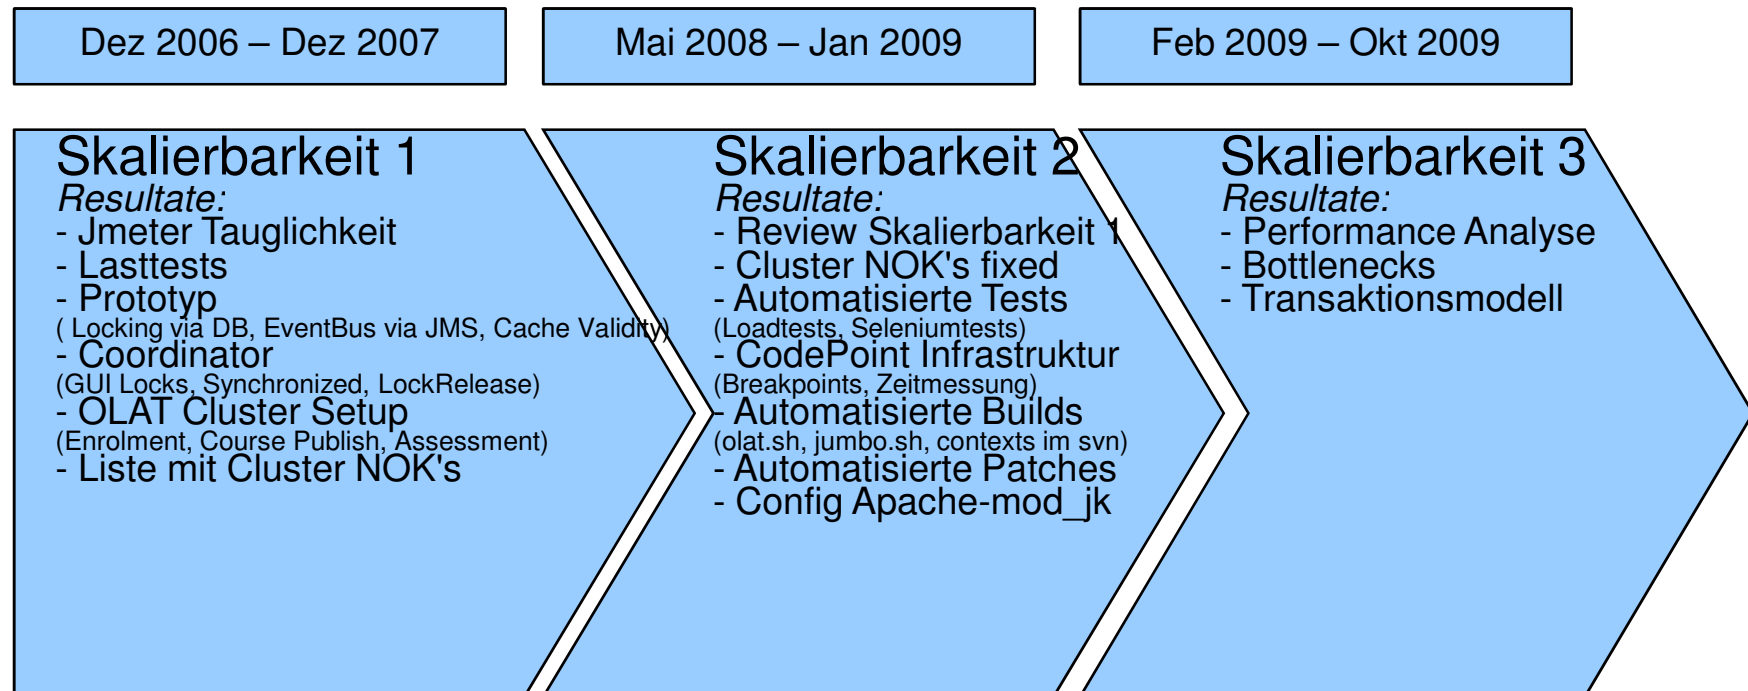 Dez 2006 – Dez 2007
Mai 2008 – Jan 2009
Feb 2009 – Okt 2009
Skalierbarkeit 1
Resultate:
- Jmeter Tauglichkeit
- Lasttests
- Prototyp
( Locking via DB, EventBus via JMS, Cache Validity)
- Coordinator
(GUI Locks, Synchronized, LockRelease)
- OLAT Cluster Setup
(Enrolment, Course Publish, Assessment)
- Liste mit Cluster NOK's
Skalierbarkeit 2
Resultate:
- Review Skalierbarkeit 1
- Cluster NOK's fixed
- Automatisierte Tests
(Loadtests, Seleniumtests)
- CodePoint Infrastruktur
(Breakpoints, Zeitmessung)
- Automatisierte Builds
(olat.sh, jumbo.sh, contexts im svn)
- Automatisierte Patches
- Config Apache-mod_jk
Skalierbarkeit 3
Resultate:
- Performance Analyse
- Bottlenecks
- Transaktionsmodell